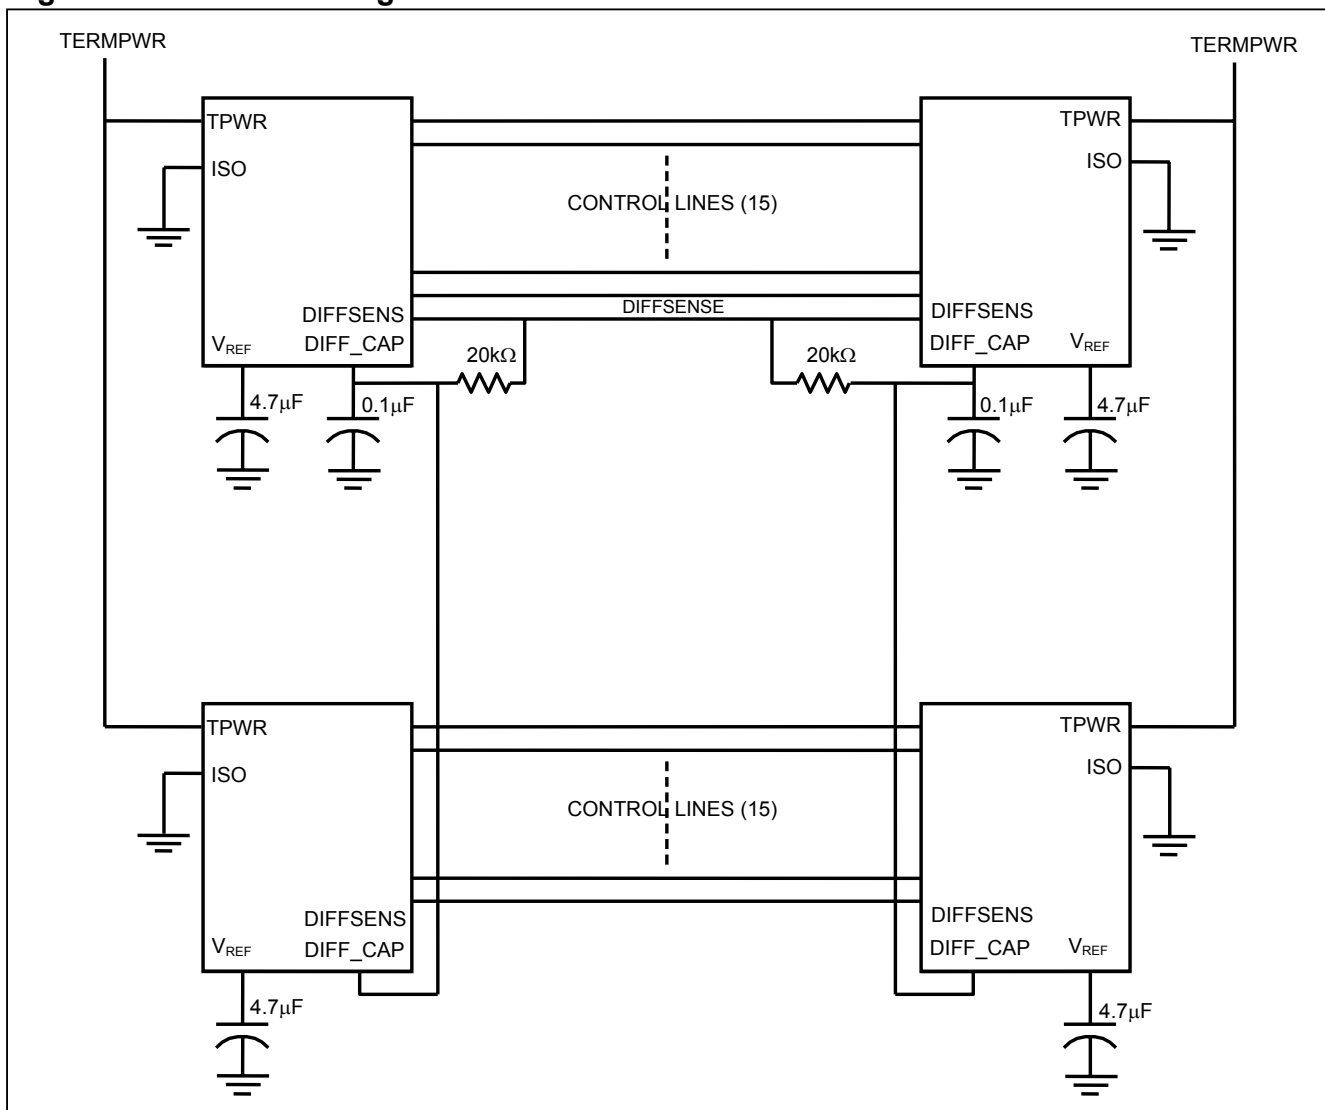 TERMPWR
TERMPWR
TPWR
ISO
DIFFSENS
VREF
DIFF_CAP
CONTROL LINES (15)
DIFFSENSE
TPWR
ISO
DIFFSENS
DIFF_CAP
VREF
20kΩ
20kΩ
4.7µF
0.1µF
0.1µF
4.7µF
TPWR
ISO
DIFFSENS
VREF
DIFF_CAP
CONTROL LINES (15)
TPWR
ISO
DIFFSENS
DIFF_CAP
VREF
4.7µF
4.7µF